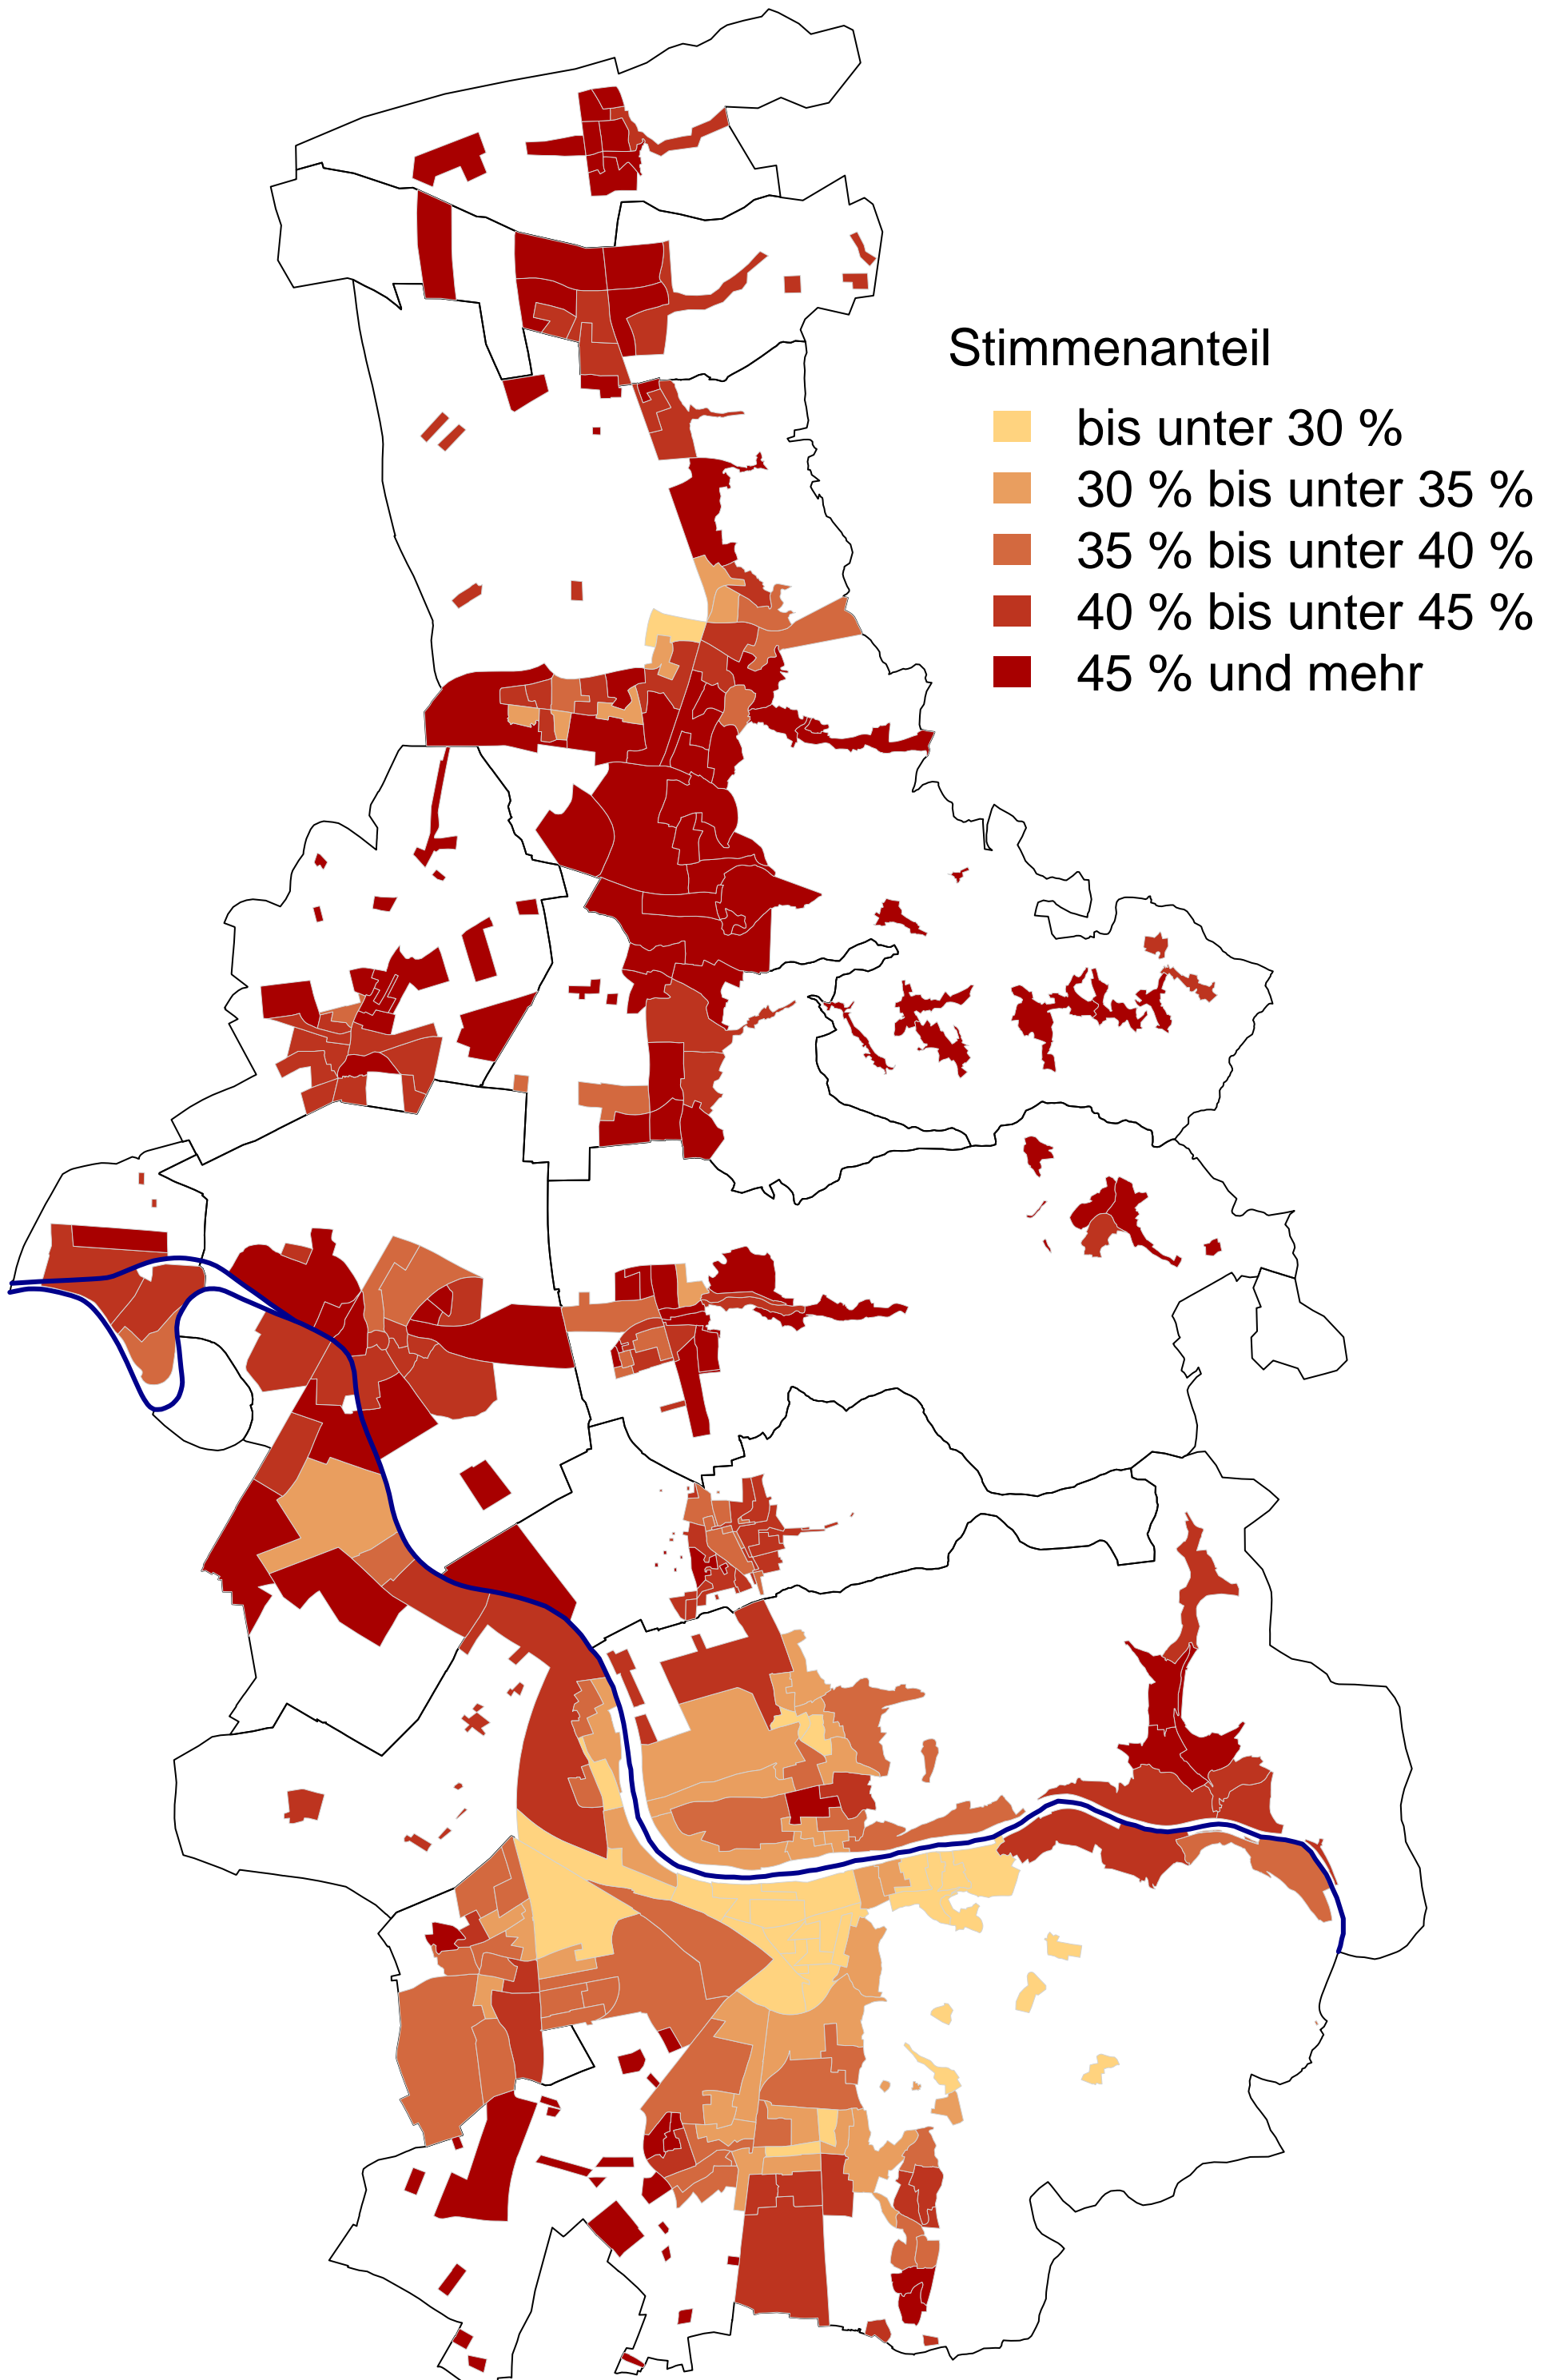 Stimmenanteil
bis unter 30 %
30 % bis unter 35 %
35 % bis unter 40 %
40 % bis unter 45 %
45 % und mehr